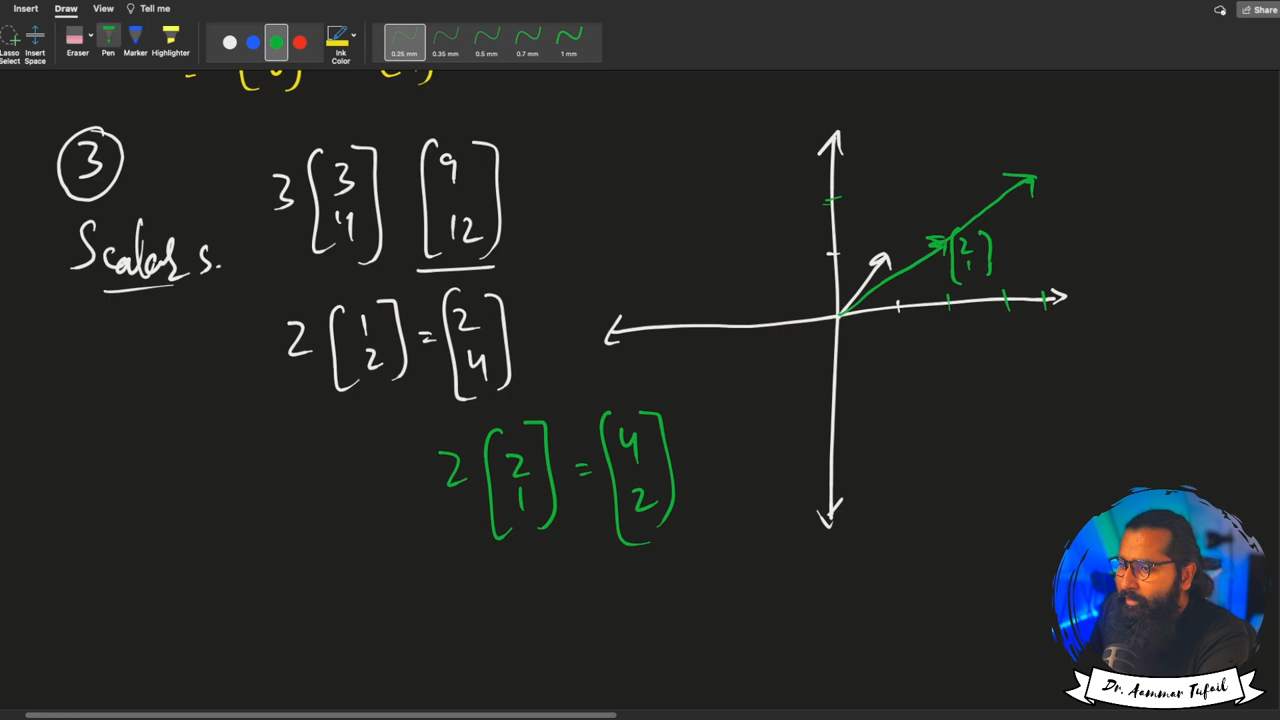 Insert Draw View Tell me
Share
Lasso Select Insert Space Eraser Pen Marker Highlighter Ink Color 0.25 mm 0.35 mm 0.5 mm 0.7 mm 1 mm
3
Scalar s.
3 [3 4] [9 12]
2 [1 2] = [2 4]
2 [2 1] = [4 2]
[2 1]
Dr. Aammar Tufail